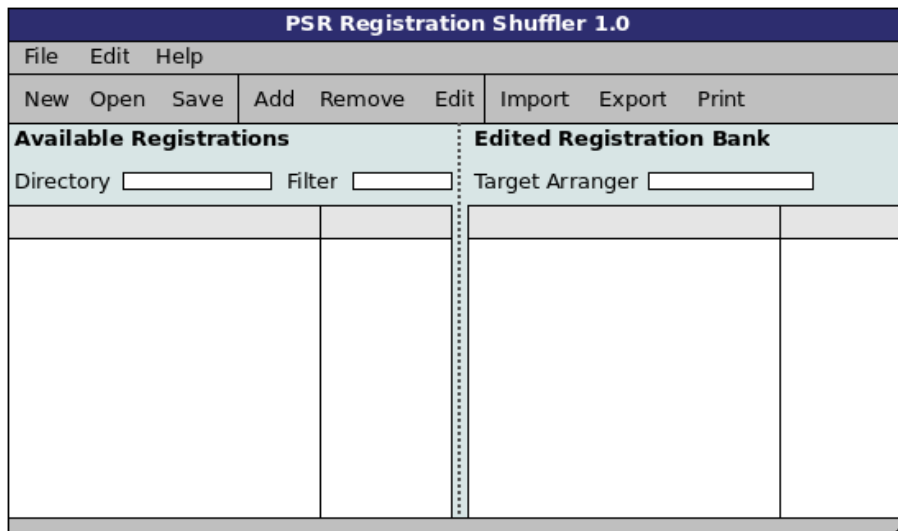 PSR Registration Shuffler 1.0
File Edit Help
New Open Save Add Remove Edit Import Export Print
Available Registrations Edited Registration Bank
Directory Filter Target Arranger